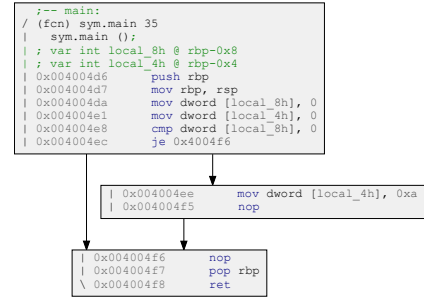 ;-- main:
/ (fcn) sym.main 35
|   sym.main ();
| ; var int local_8h @ rbp-0x8
| ; var int local_4h @ rbp-0x4
| 0x004004d6      push rbp
| 0x004004d7      mov rbp, rsp
| 0x004004da      mov dword [local_8h], 0
| 0x004004e1      mov dword [local_4h], 0
| 0x004004e8      cmp dword [local_8h], 0
| 0x004004ec      je 0x4004f6
| 0x004004ee      mov dword [local_4h], 0xa
| 0x004004f5      nop
| 0x004004f6      nop
| 0x004004f7      pop rbp
\ 0x004004f8      ret